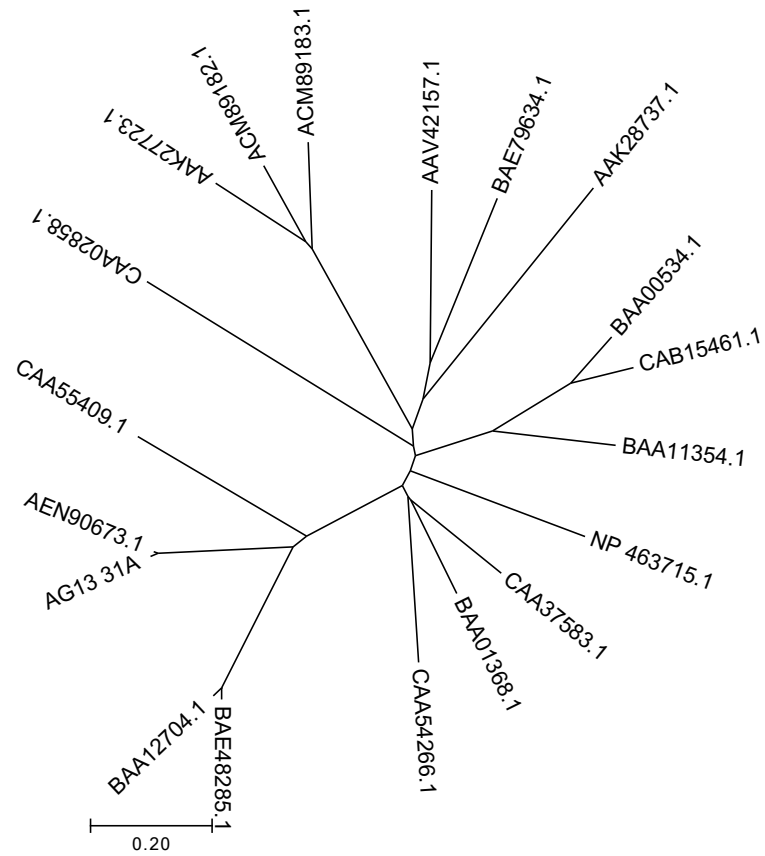 ACM89183.1
ACM89182.1
AAK27723.1
CAA02858.1
AAV42157.1
BAE79634.1
AAK28737.1
BAA00534.1
CAB15461.1
BAA11354.1
NP 463715.1
CAA37583.1
BAA01368.1
CAA54266.1
CAA55409.1
AEN90673.1
AG13 31A
BAA12704.1
BAE48285.1
0.20